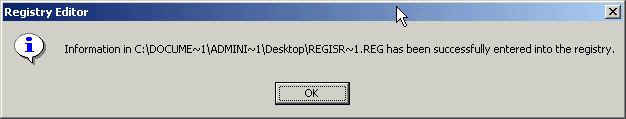 Registry Editor
Information in C:\DOCUME~1\ADMINI~1\Desktop\REGISR~1.REG has been successfully entered into the registry.
OK